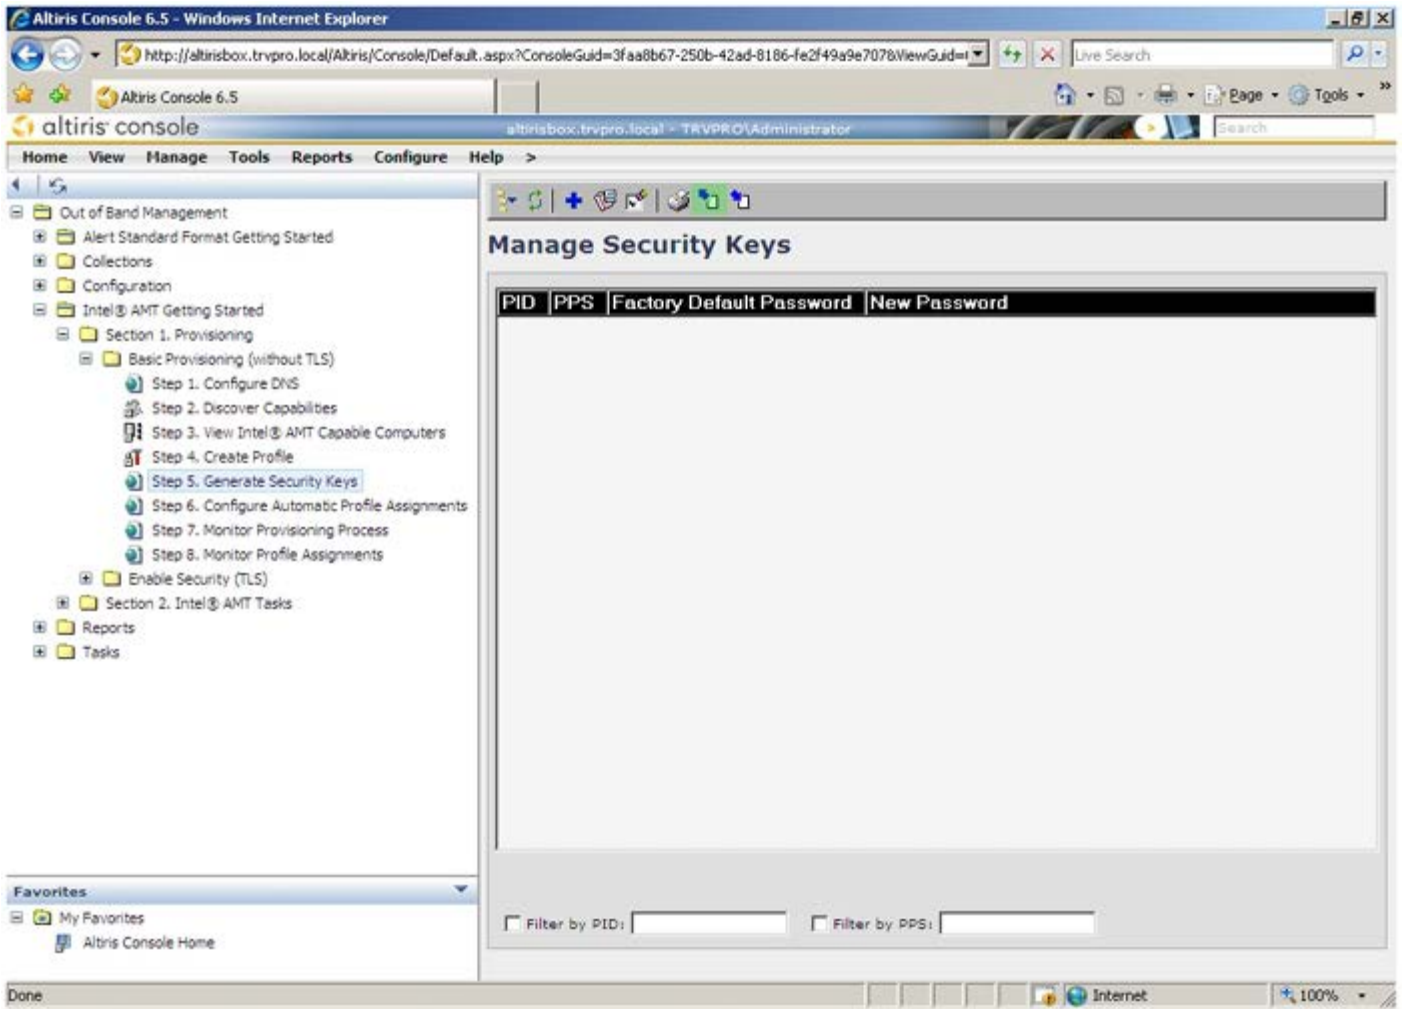 Altiris Console 6.5 - Windows Internet Explorer
http://altirisbox.trvpro.local/Altiris/Console/Default.aspx?ConsoleGuid=3faa8b67-250b-42ad-8186-fe2f49a9e707&ViewGuid=
Live Search
Altiris Console 6.5
Page
Tools
altiris console
altirisbox.trvpro.local - TRVPRO\Administrator
Search
Home View Manage Tools Reports Configure Help >
Out of Band Management
Alert Standard Format Getting Started
Collections
Configuration
Intel® AMT Getting Started
Section 1. Provisioning
Basic Provisioning (without TLS)
Step 1. Configure DNS
Step 2. Discover Capabilities
Step 3. View Intel® AMT Capable Computers
Step 4. Create Profile
Step 5. Generate Security Keys
Step 6. Configure Automatic Profile Assignments
Step 7. Monitor Provisioning Process
Step 8. Monitor Profile Assignments
Enable Security (TLS)
Section 2. Intel® AMT Tasks
Reports
Tasks
Manage Security Keys
PID PPS Factory Default Password New Password
Favorites
My Favorites
Altiris Console Home
Filter by PID:
Filter by PPS:
Done
Internet
100%